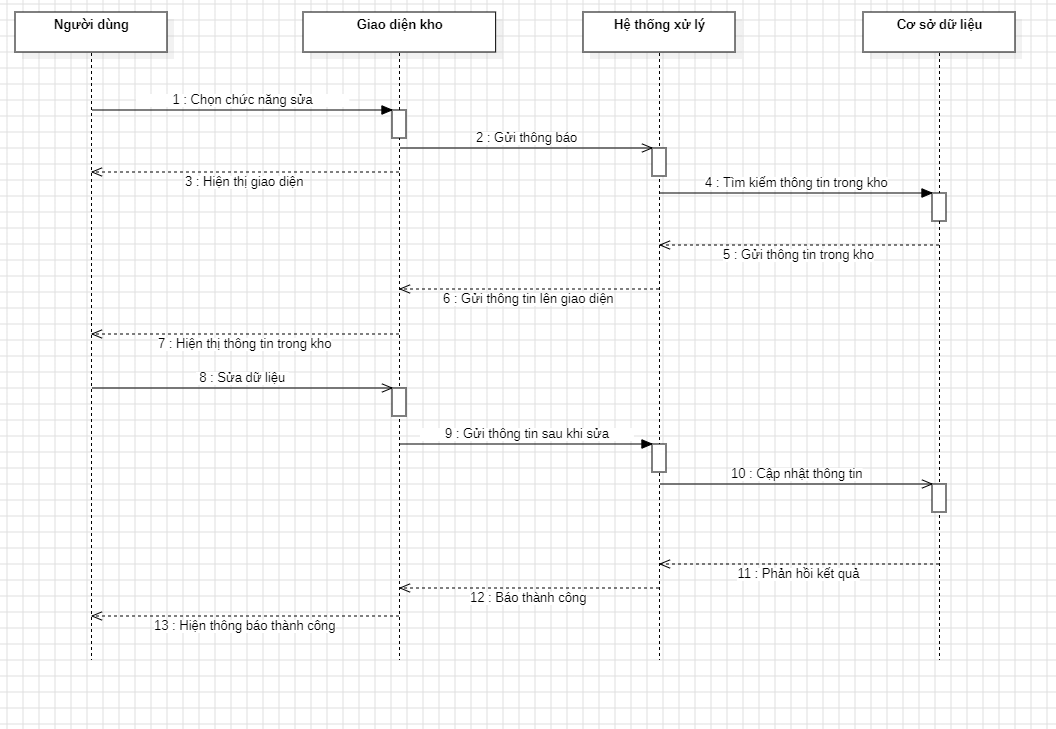 Người dùng
Giao diện kho
Hệ thống xử lý
Cơ sở dữ liệu
1 : Chọn chức năng sửa
2 : Gửi thông báo
3 : Hiện thị giao diện
4 : Tìm kiếm thông tin trong kho
5 : Gửi thông tin trong kho
6 : Gửi thông tin lên giao diện
7 : Hiện thị thông tin trong kho
8 : Sửa dữ liệu
9 : Gửi thông tin sau khi sửa
10 : Cập nhật thông tin
11 : Phản hồi kết quả
12 : Báo thành công
13 : Hiện thông báo thành công